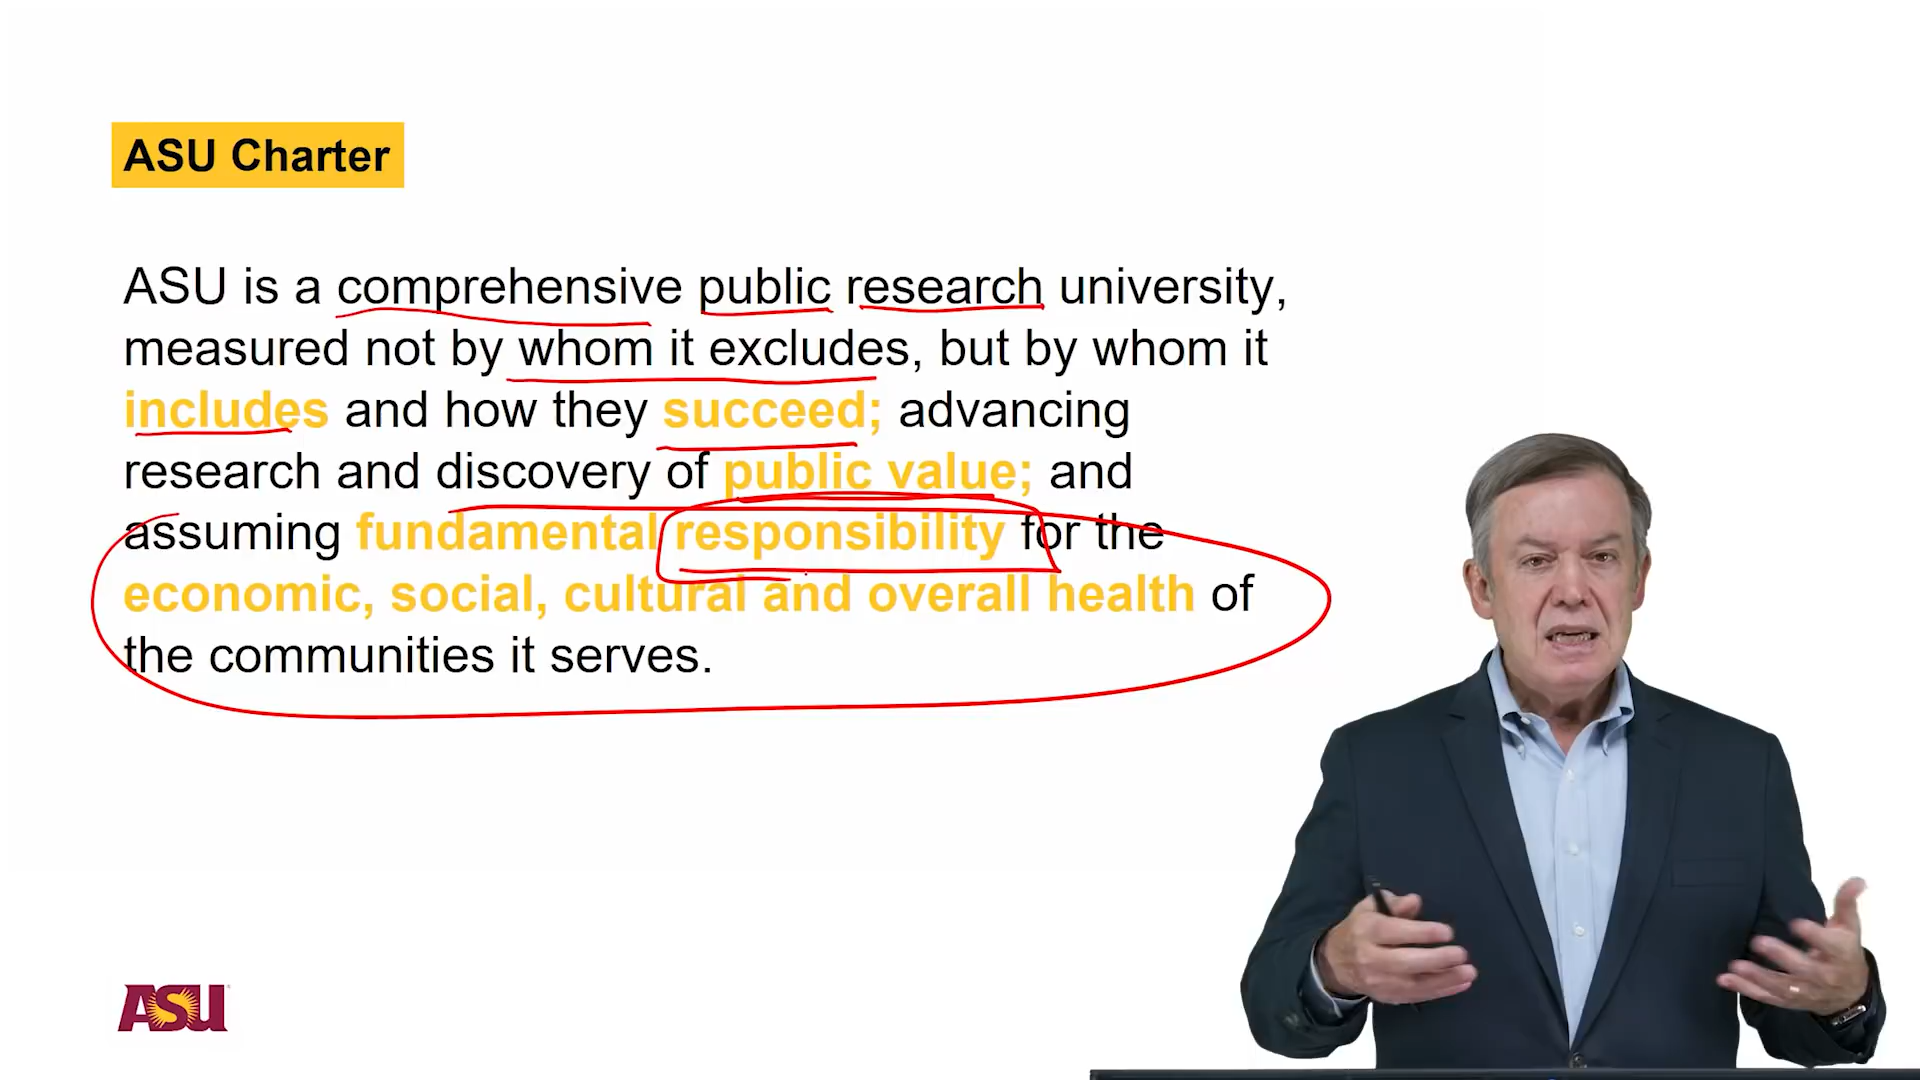 ASU Charter
ASU is a comprehensive public research university,
measured not by whom it excludes, but by whom it
includes and how they succeed; advancing
research and discovery of public value; and
assuming fundamental responsibility for the
economic, social, cultural and overall health of
the communities it serves.
ASU